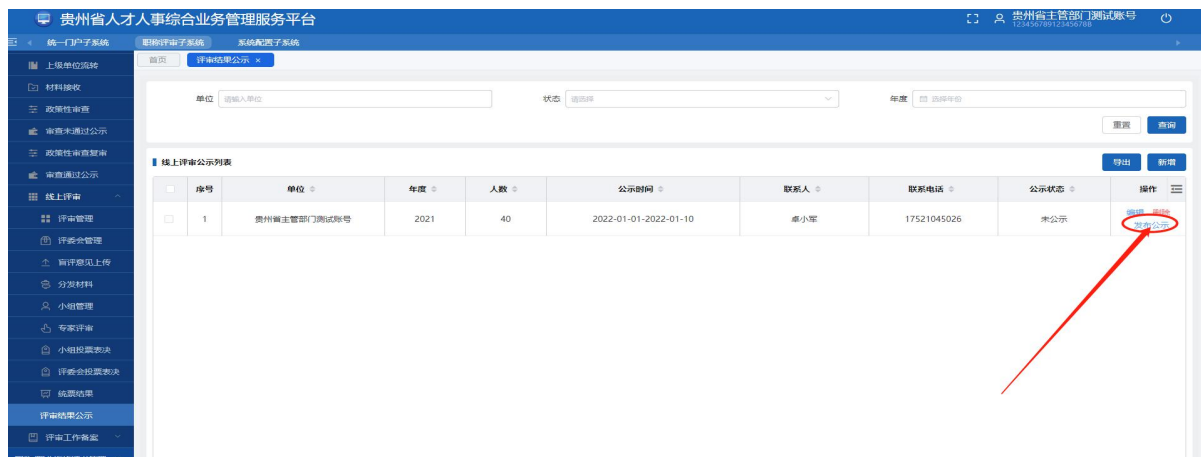 贵州省人才人事综合业务管理服务平台
贵州省主管部门测试账号
123456789123456788
统一门户子系统 职称评审子系统 系统配置子系统
首页 评审结果公示 ×
上级单位流转
材料接收
政策性审查
审查未通过公示
政策性审查复审
审查通过公示
线上评审
评审管理
评委会管理
盲评意见上传
分发材料
小组管理
专家评审
小组投票表决
评委会投票表决
统票结果
评审结果公示
评审工作备案
单位 请输入单位 状态 请选择 年度 选择年份
重置 查询
线上评审公示列表 导出 新增
序号 单位 年度 人数 公示时间 联系人 联系电话 公示状态 操作
1 贵州省主管部门测试账号 2021 40 2022-01-01-2022-01-10 卓小军 17521045026 未公示 编辑 删除
发布公示